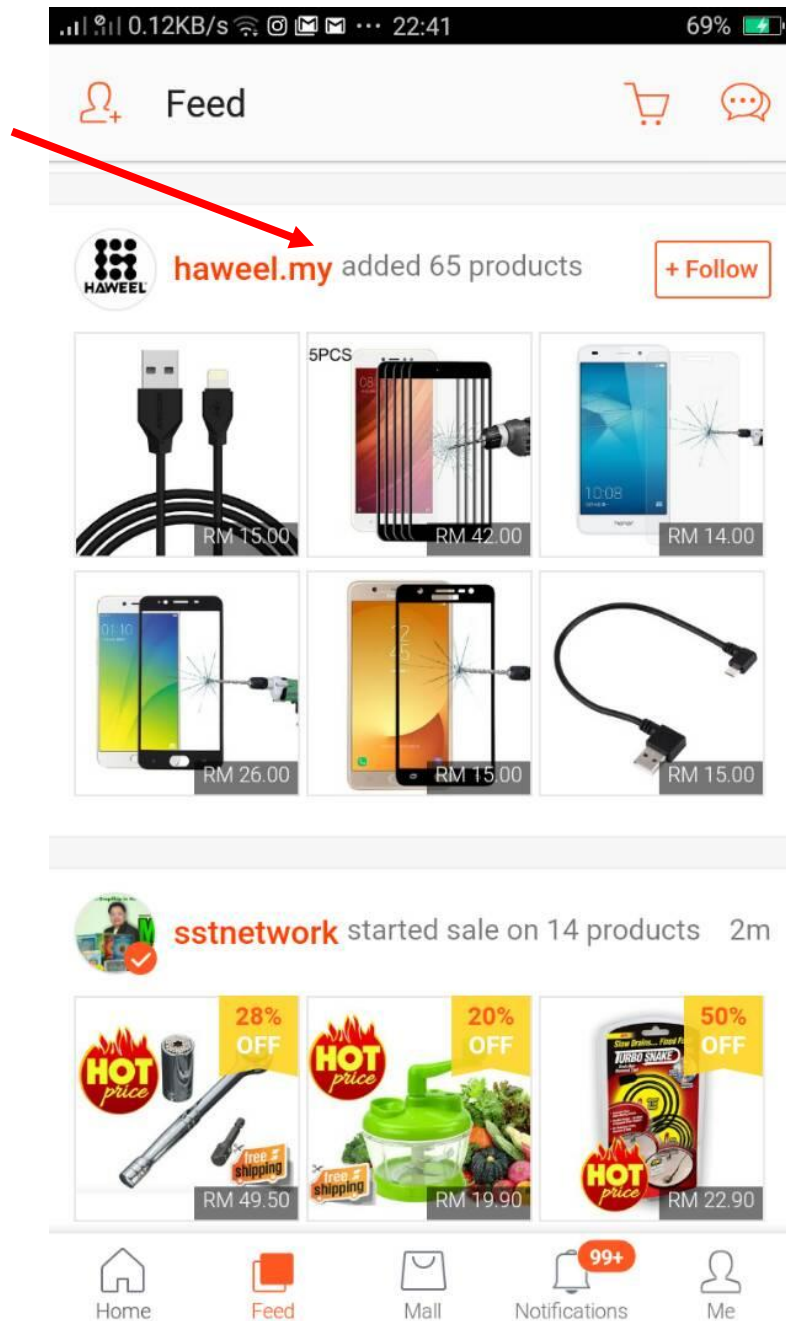 0.12KB/s ... 22:41 69%
Feed
HAWEEL
haweel.my added 65 products
+ Follow
5PCS
RM 15.00 RM 42.00
10:08
honor
RM 14.00
01:10
RM 26.00 RM 15.00 RM 15.00
sstnetwork started sale on 14 products 2m
28% OFF
HOT price
free shipping
RM 49.50
20% OFF
HOT price
free shipping
RM 19.90
50% OFF
TURBO SNAKE
HOT price
RM 22.90
99+
Home Feed Mall Notifications Me